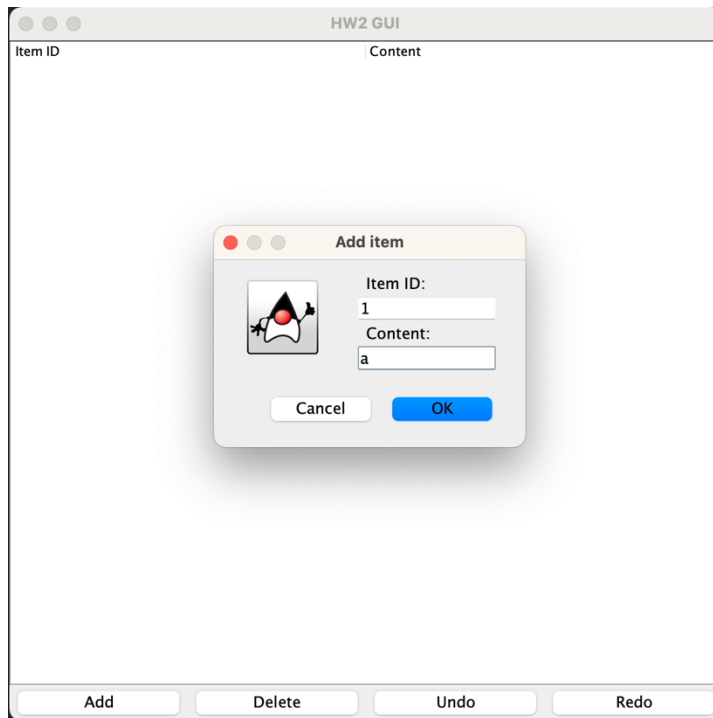 HW2 GUI
Item ID Content
Add item
Item ID:
1
Content:
a
Cancel OK
Add Delete Undo Redo